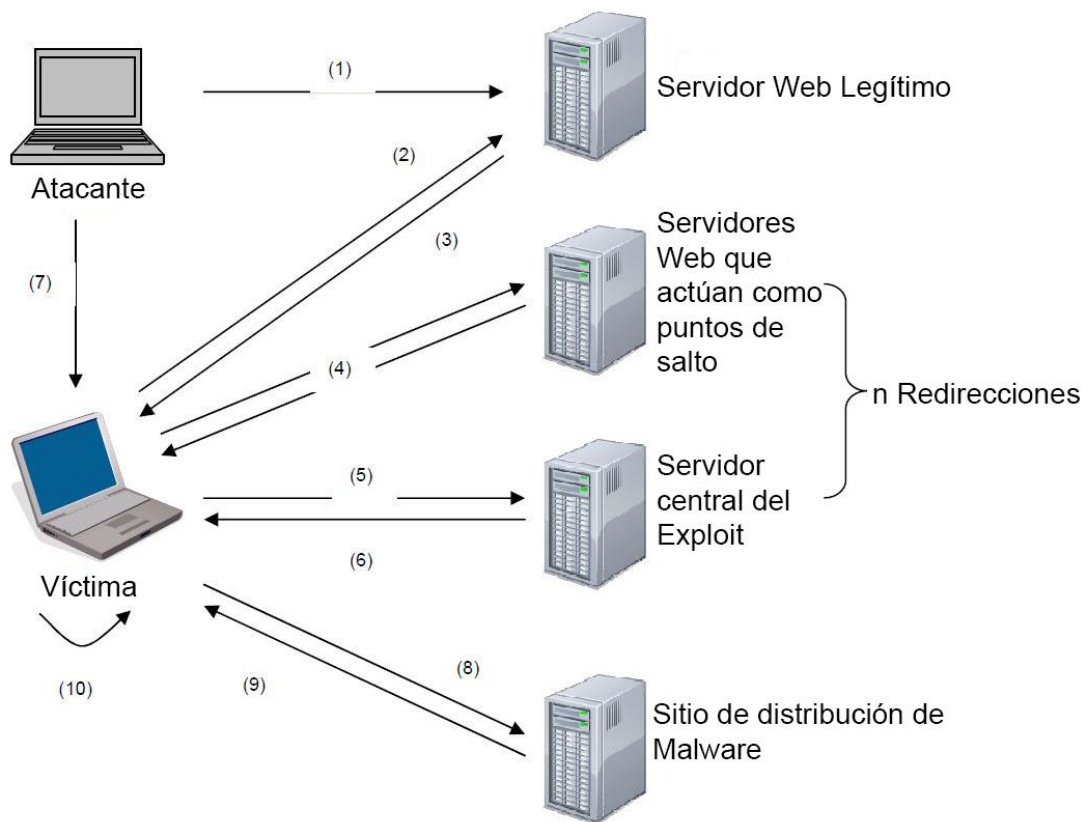 (1)
Servidor Web Legítimo
Atacante
(2)
(3)
(7)
Servidores
Web que
actúan como
puntos de
salto
(4)
n Redirecciones
(5)
Servidor
central del
Exploit
(6)
Víctima
(8)
(9)
(10)
Sitio de distribución de
Malware